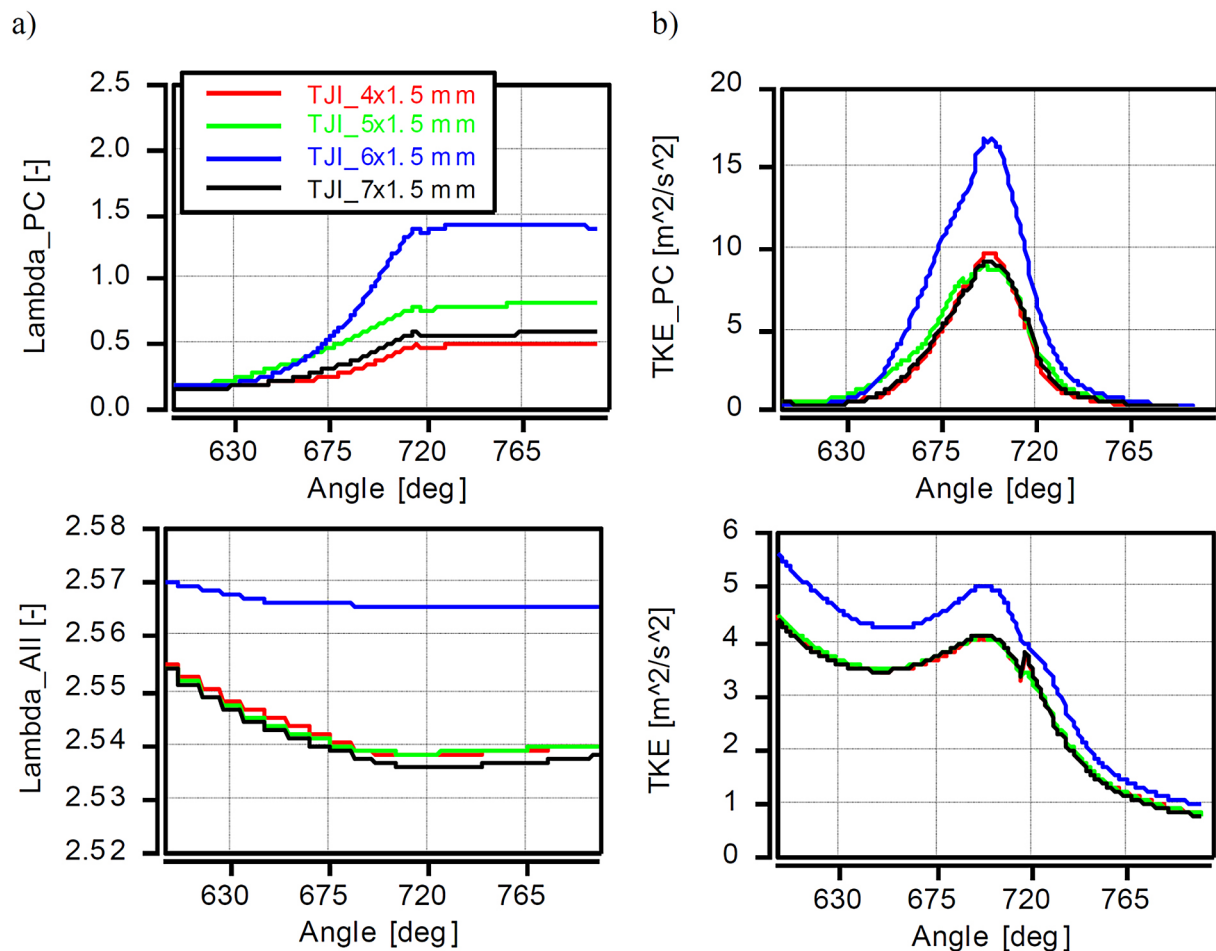 a)
b)
Lambda_PC [-]
2.5
2.0
1.5
1.0
0.5
0.0
TJI_4x1.5 mm
TJI_5x1.5 mm
TJI_6x1.5 mm
TJI_7x1.5 mm
630 675 720 765
Angle [deg]
TKE_PC [m^2/s^2]
20
15
10
5
0
630 675 720 765
Angle [deg]
Lambda_All [-]
2.58
2.57
2.56
2.55
2.54
2.53
2.52
630 675 720 765
Angle [deg]
TKE [m^2/s^2]
6
5
4
3
2
1
0
630 675 720 765
Angle [deg]